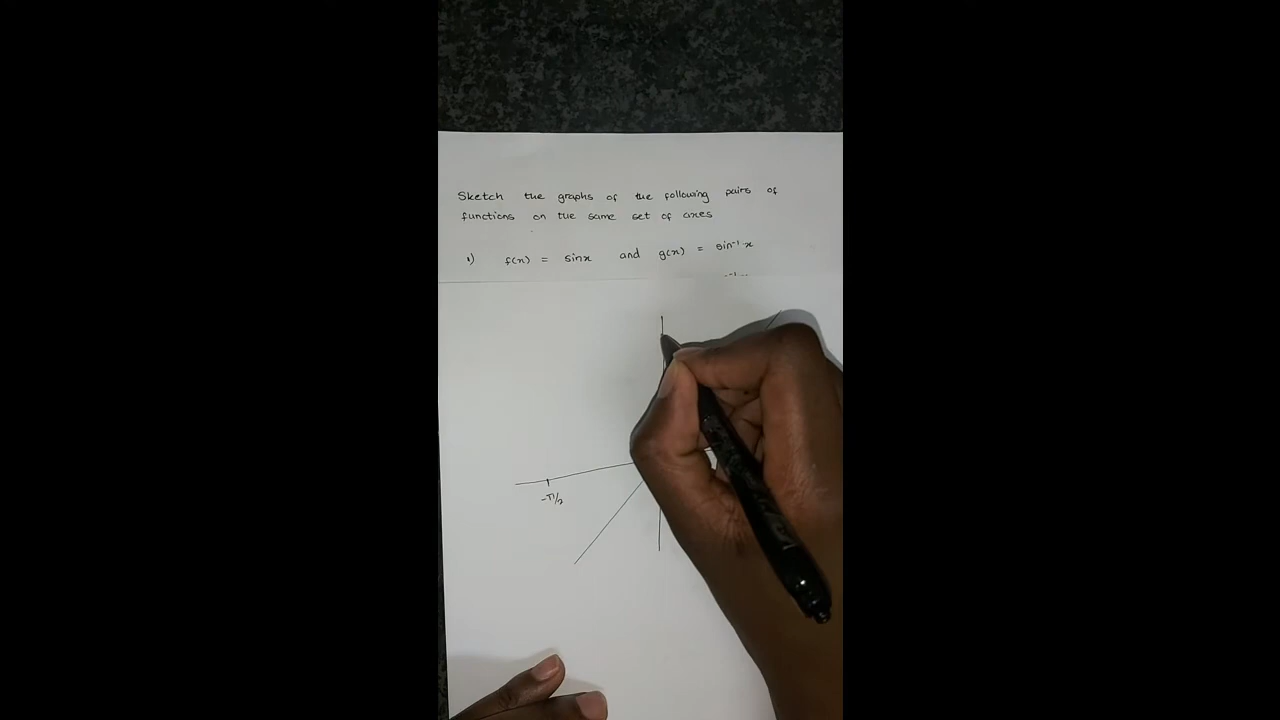 Sketch the graphs of the following pairs of
functions on the same set of axes
1) f(x) = sinx and g(x) = sin⁻¹x
-π/2